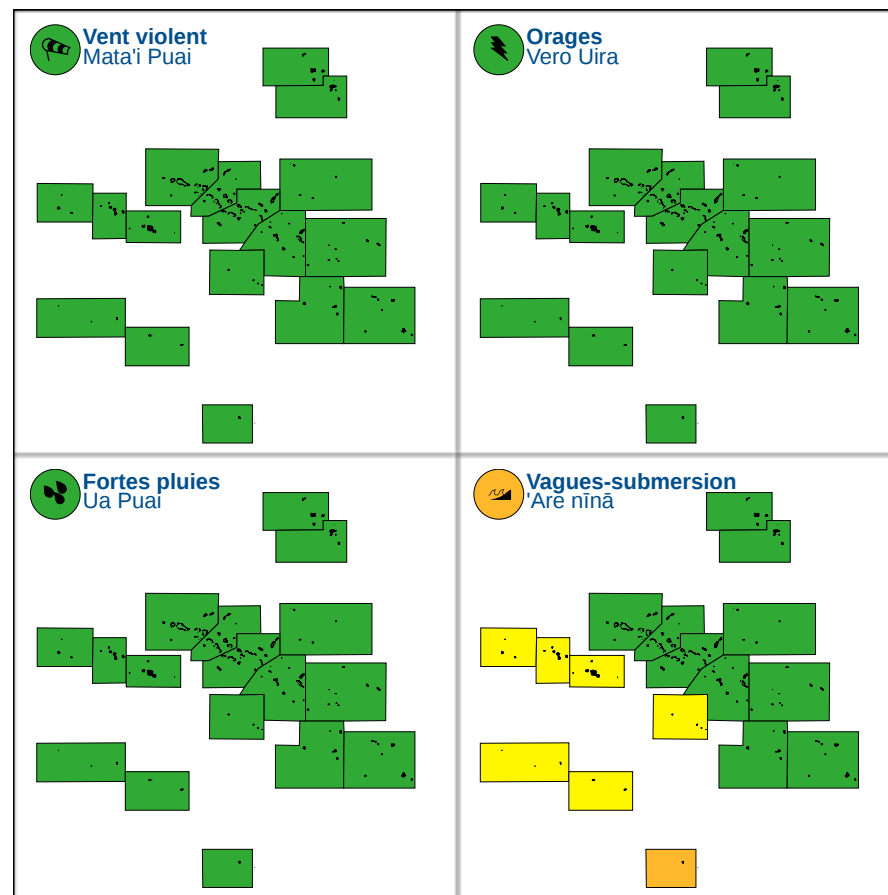 Vent violent
Mata'i Puai
Orages
Vero Uira
Fortes pluies
Ua Puai
Vagues-submersion
'Are nīnā